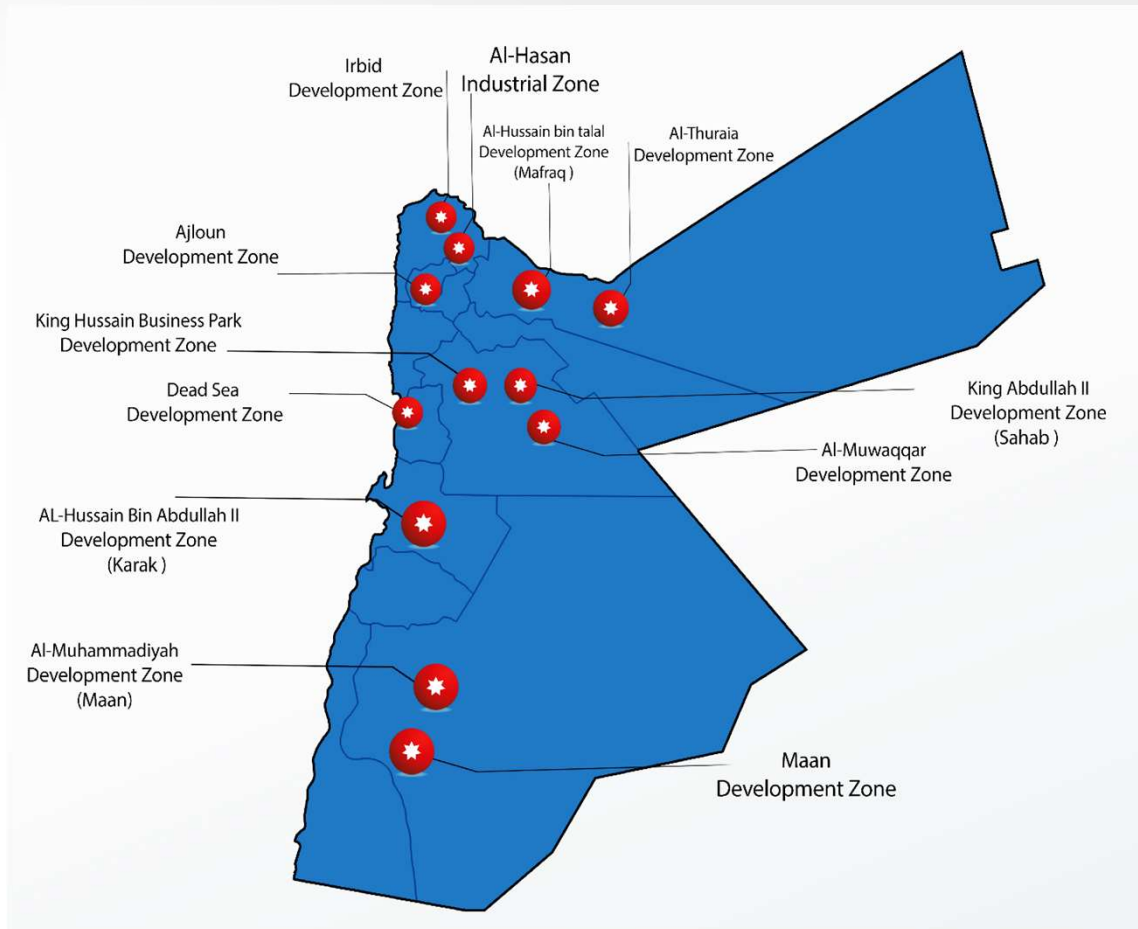 Irbid
Development Zone
Al-Hasan
Industrial Zone
Al-Hussain bin talal
Development Zone
(Mafraq )
Al-Thuraia
Development Zone
Ajloun
Development Zone
King Hussain Business Park
Development Zone
Dead Sea
Development Zone
King Abdullah II
Development Zone
(Sahab )
Al-Muwaqqar
Development Zone
AL-Hussain Bin Abdullah II
Development Zone
(Karak )
Al-Muhammadiyah
Development Zone
(Maan)
Maan
Development Zone